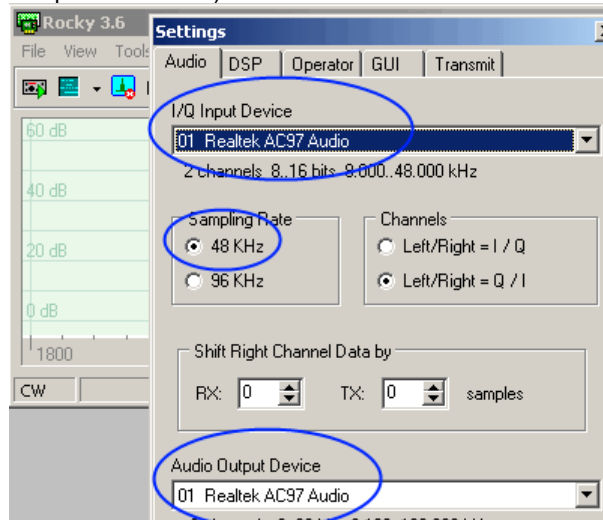 Rocky 3.6
File View Tools
60 dB
40 dB
20 dB
0 dB
1800
CW
Settings
Audio DSP Operator GUI Transmit
I/Q Input Device
01 Realtek AC97 Audio
2 channels 8..16 bits 8.000..48.000 kHz
Sampling Rate
48 KHz
96 KHz
Channels
Left/Right = I / Q
Left/Right = Q / I
Shift Right Channel Data by
RX: 0 TX: 0 samples
Audio Output Device
01 Realtek AC97 Audio